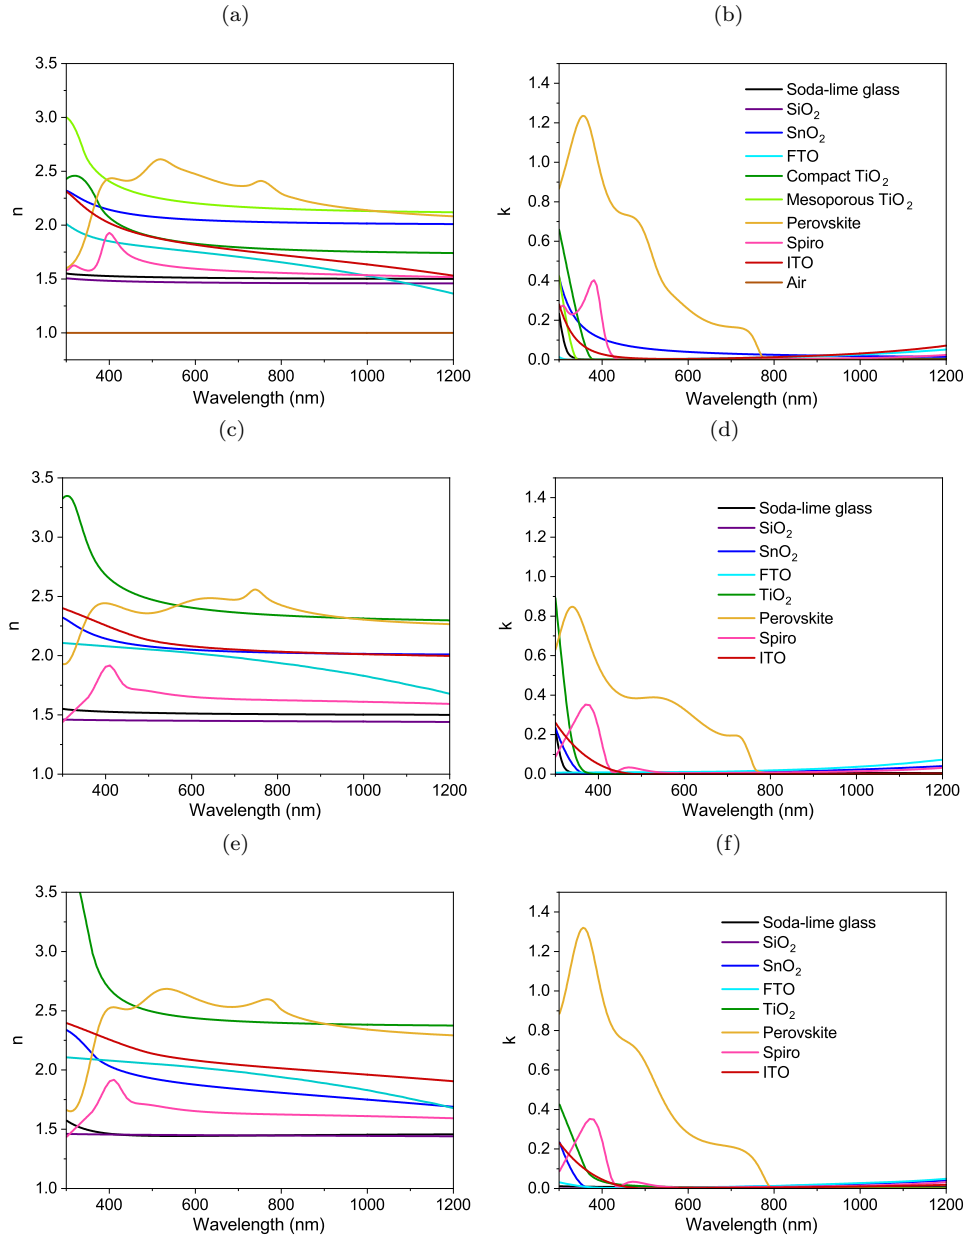 (a)
(b)
3.5
3.0
2.5
2.0
1.5
1.0
n
400
600
800
1000
1200
Wavelength (nm)
1.4
1.2
1.0
0.8
0.6
0.4
0.2
0.0
k
Soda-lime glass
SiO2
SnO2
FTO
Compact TiO2
Mesoporous TiO2
Perovskite
Spiro
ITO
Air
400
600
800
1000
1200
Wavelength (nm)
(c)
(d)
3.5
3.0
2.5
2.0
1.5
1.0
n
400
600
800
1000
1200
Wavelength (nm)
1.4
1.2
1.0
0.8
0.6
0.4
0.2
0.0
k
Soda-lime glass
SiO2
SnO2
FTO
TiO2
Perovskite
Spiro
ITO
400
600
800
1000
1200
Wavelength (nm)
(e)
(f)
3.5
3.0
2.5
2.0
1.5
1.0
n
400
600
800
1000
1200
Wavelength (nm)
1.4
1.2
1.0
0.8
0.6
0.4
0.2
0.0
k
Soda-lime glass
SiO2
SnO2
FTO
TiO2
Perovskite
Spiro
ITO
400
600
800
1000
1200
Wavelength (nm)